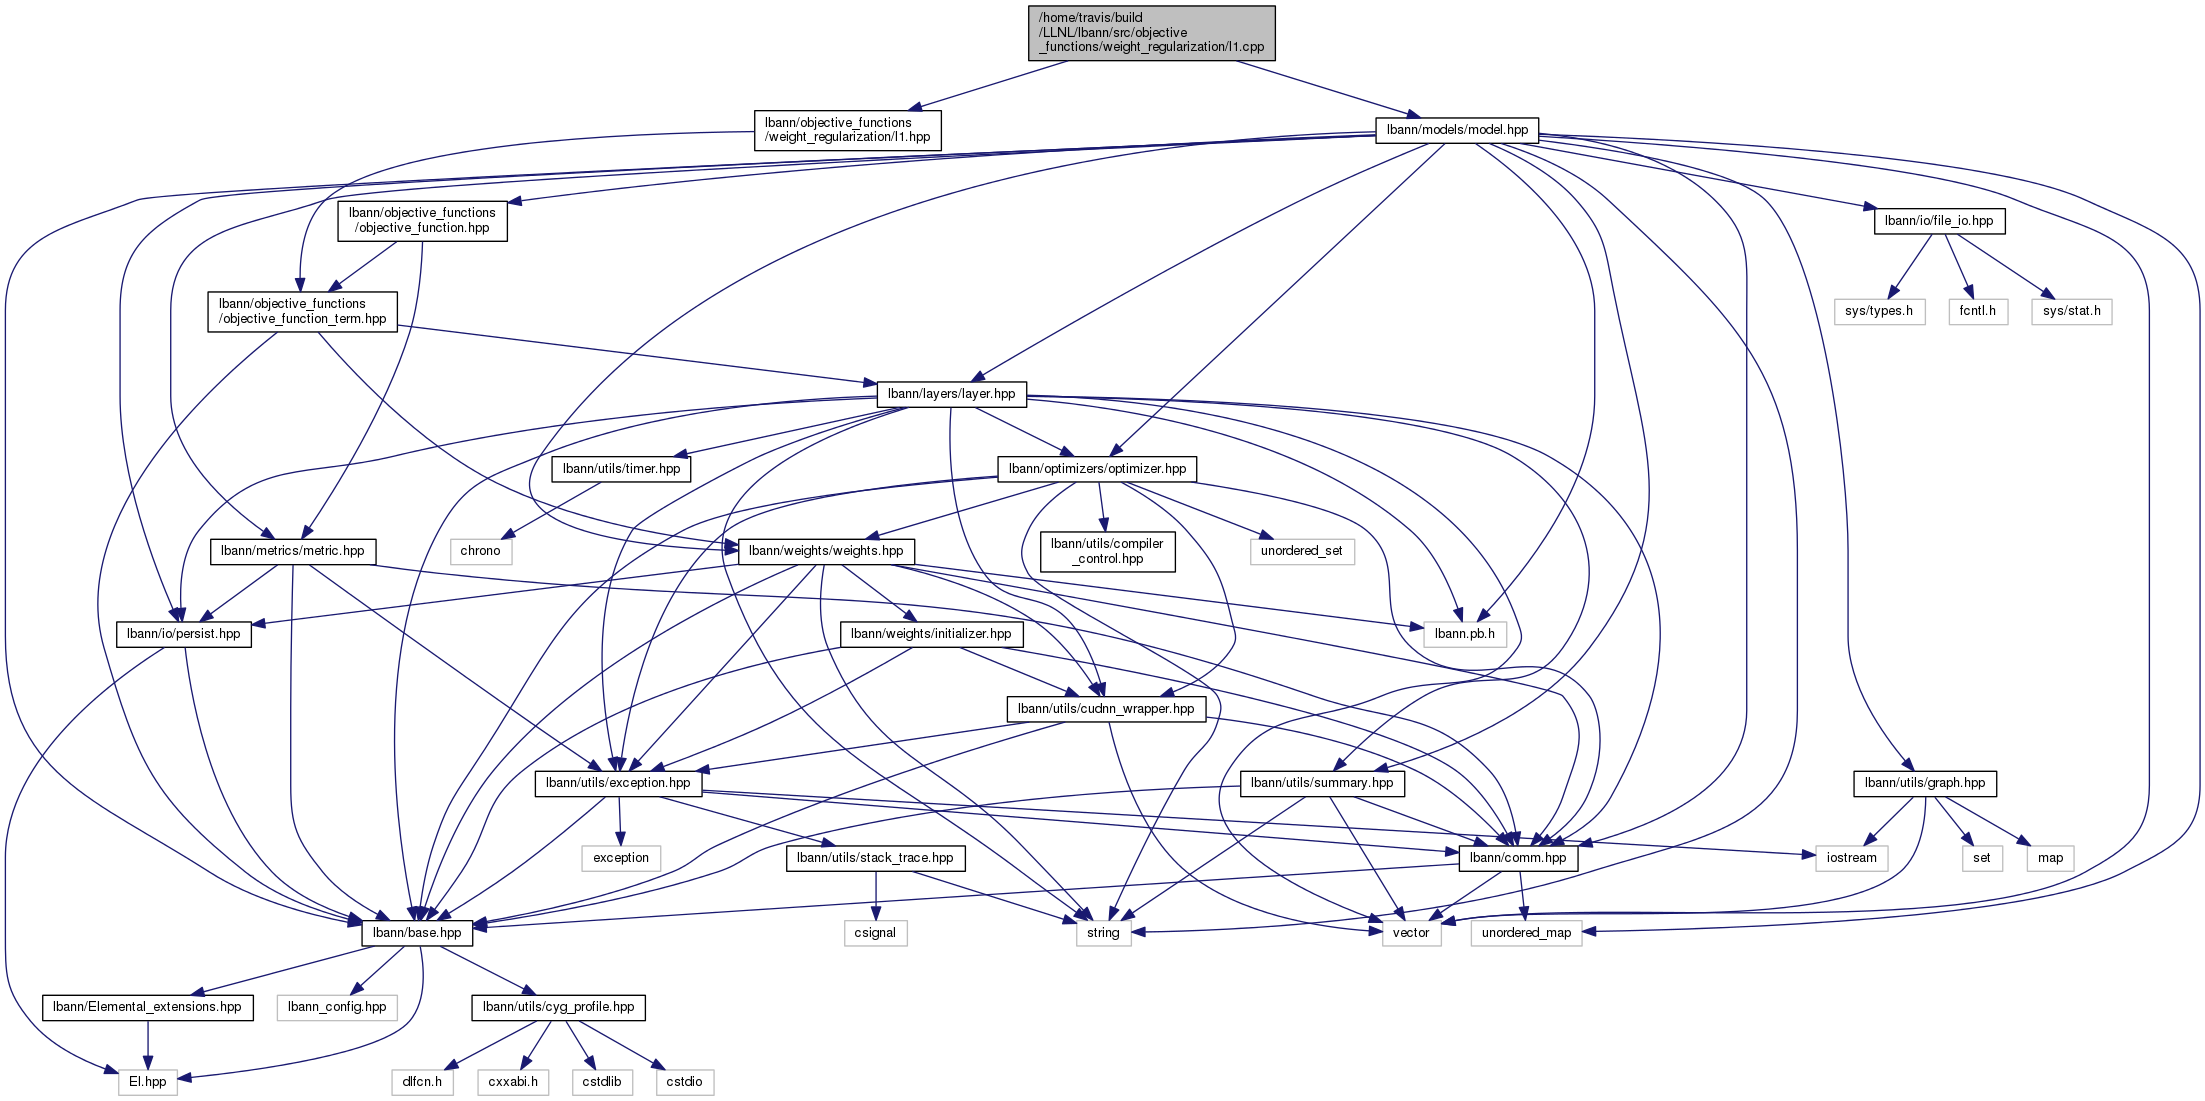 /home/travis/build
/LLNL/lbann/src/objective
_functions/weight_regularization/l1.cpp
lbann/objective_functions
/weight_regularization/l1.hpp
lbann/models/model.hpp
lbann/objective_functions
/objective_function.hpp
lbann/io/file_io.hpp
lbann/objective_functions
/objective_function_term.hpp
sys/types.h
fcntl.h
sys/stat.h
lbann/layers/layer.hpp
lbann/utils/timer.hpp
lbann/optimizers/optimizer.hpp
lbann/metrics/metric.hpp
chrono
lbann/weights/weights.hpp
lbann/utils/compiler
_control.hpp
unordered_set
lbann/io/persist.hpp
lbann/weights/initializer.hpp
lbann.pb.h
lbann/utils/cudnn_wrapper.hpp
lbann/utils/exception.hpp
lbann/utils/summary.hpp
lbann/utils/graph.hpp
exception
lbann/utils/stack_trace.hpp
lbann/comm.hpp
iostream
set
map
lbann/base.hpp
csignal
string
vector
unordered_map
lbann/Elemental_extensions.hpp
lbann_config.hpp
lbann/utils/cyg_profile.hpp
El.hpp
dlfcn.h
cxxabi.h
cstdlib
cstdio